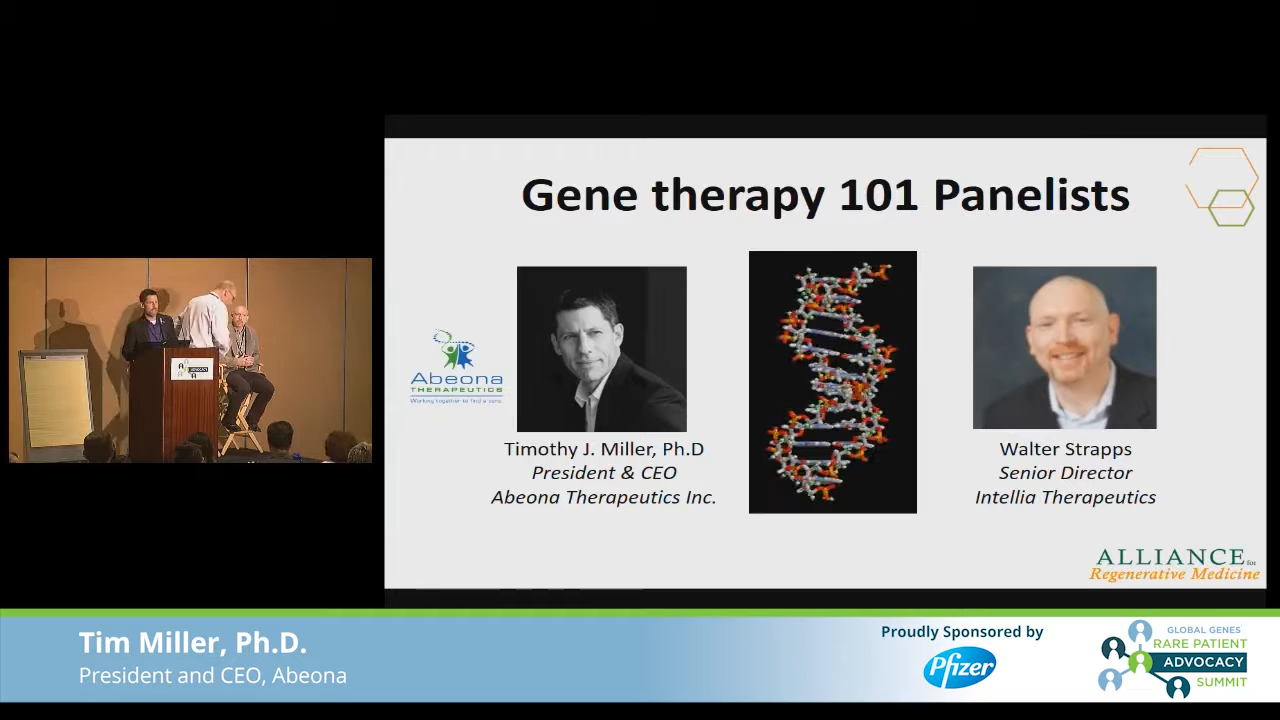 Gene therapy 101 Panelists
Abeona
THERAPEUTICS
Working together to find a cure
Timothy J. Miller, Ph.D
President & CEO
Abeona Therapeutics Inc.
Walter Strapps
Senior Director
Intellia Therapeutics
ALLIANCE for
Regenerative Medicine
ADVOCACY
Tim Miller, Ph.D.
President and CEO, Abeona
Proudly Sponsored by
Pfizer
GLOBAL GENES
RARE PATIENT
ADVOCACY
SUMMIT